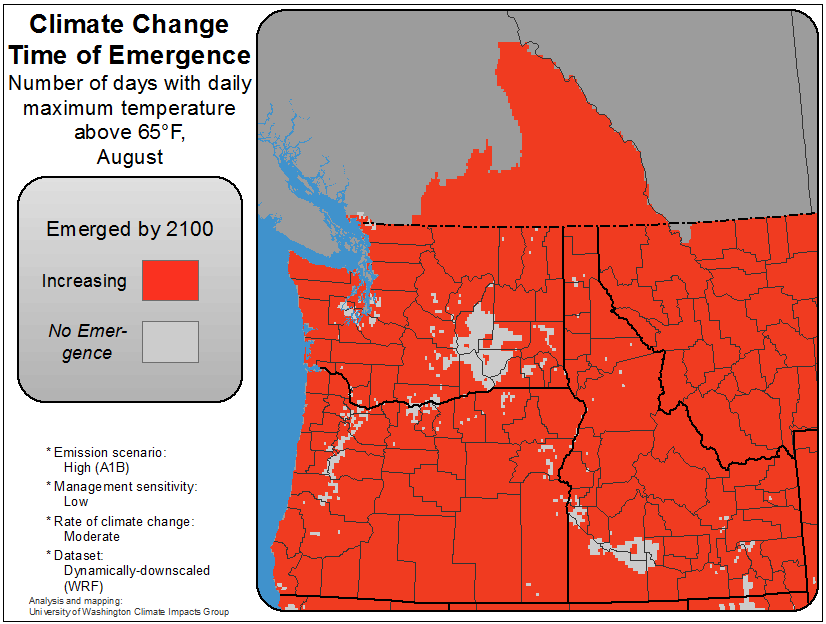 Climate Change
Time of Emergence
Number of days with daily
maximum temperature
above 65°F,
August
Emerged by 2100
Increasing
No Emer-
gence
* Emission scenario:
High (A1B)
* Management sensitivity:
Low
* Rate of climate change:
Moderate
* Dataset:
Dynamically-downscaled
(WRF)
Analysis and mapping:
University of Washington Climate Impacts Group